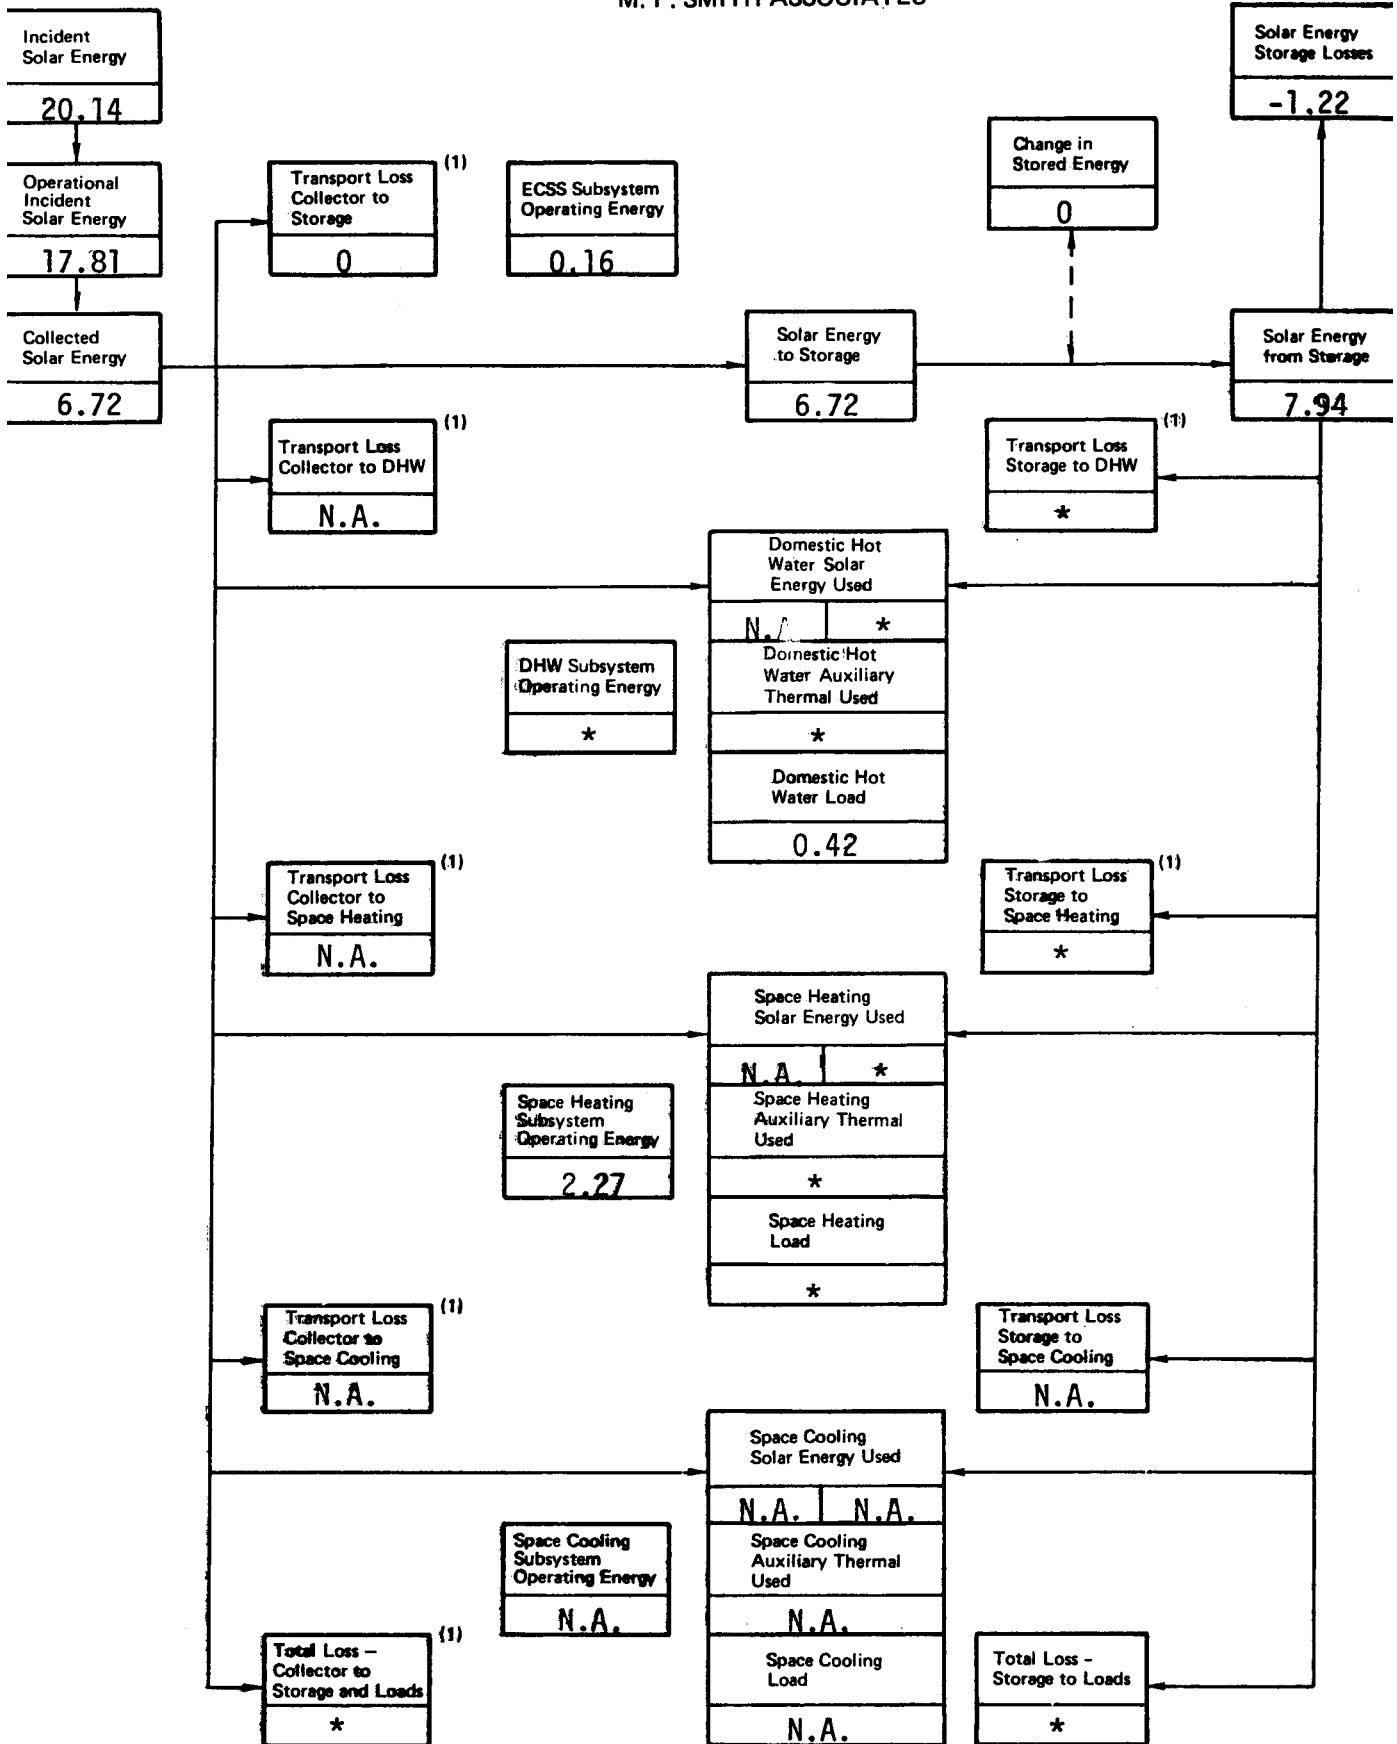 M. F. SMITH ASSOCIATES
Incident
Solar Energy
20.14
Solar Energy
Storage Losses
-1.22
Change in
Stored Energy
0
Operational
Incident
Solar Energy
17.81
Transport Loss
Collector to
Storage
(1)
0
ECSS Subsystem
Operating Energy
0.16
Collected
Solar Energy
6.72
Solar Energy
to Storage
6.72
Solar Energy
from Storage
7.94
Transport Loss
Collector to DHW
(1)
N.A.
Transport Loss
Storage to DHW
(1)
*
Domestic Hot
Water Solar
Energy Used
N.A *
Domestic Hot
Water Auxiliary
Thermal Used
*
Domestic Hot
Water Load
0.42
DHW Subsystem
Operating Energy
*
Transport Loss
Collector to
Space Heating
(1)
N.A.
Transport Loss
Storage to
Space Heating
(1)
*
Space Heating
Solar Energy Used
N.A. *
Space Heating
Auxiliary Thermal
Used
*
Space Heating
Load
*
Space Heating
Subsystem
Operating Energy
2.27
Transport Loss
Collector to
Space Cooling
(1)
N.A.
Transport Loss
Storage to
Space Cooling
N.A.
Space Cooling
Solar Energy Used
N.A. N.A.
Space Cooling
Auxiliary Thermal
Used
N.A.
Space Cooling
Load
N.A.
Space Cooling
Subsystem
Operating Energy
N.A.
Total Loss –
Collector to
Storage and Loads
(1)
*
Total Loss –
Storage to Loads
*